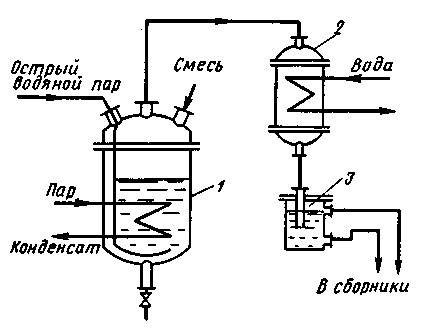 Острый
водяной пар
Смесь
2
Вода
Пар
1
Конденсат
3
В сборники